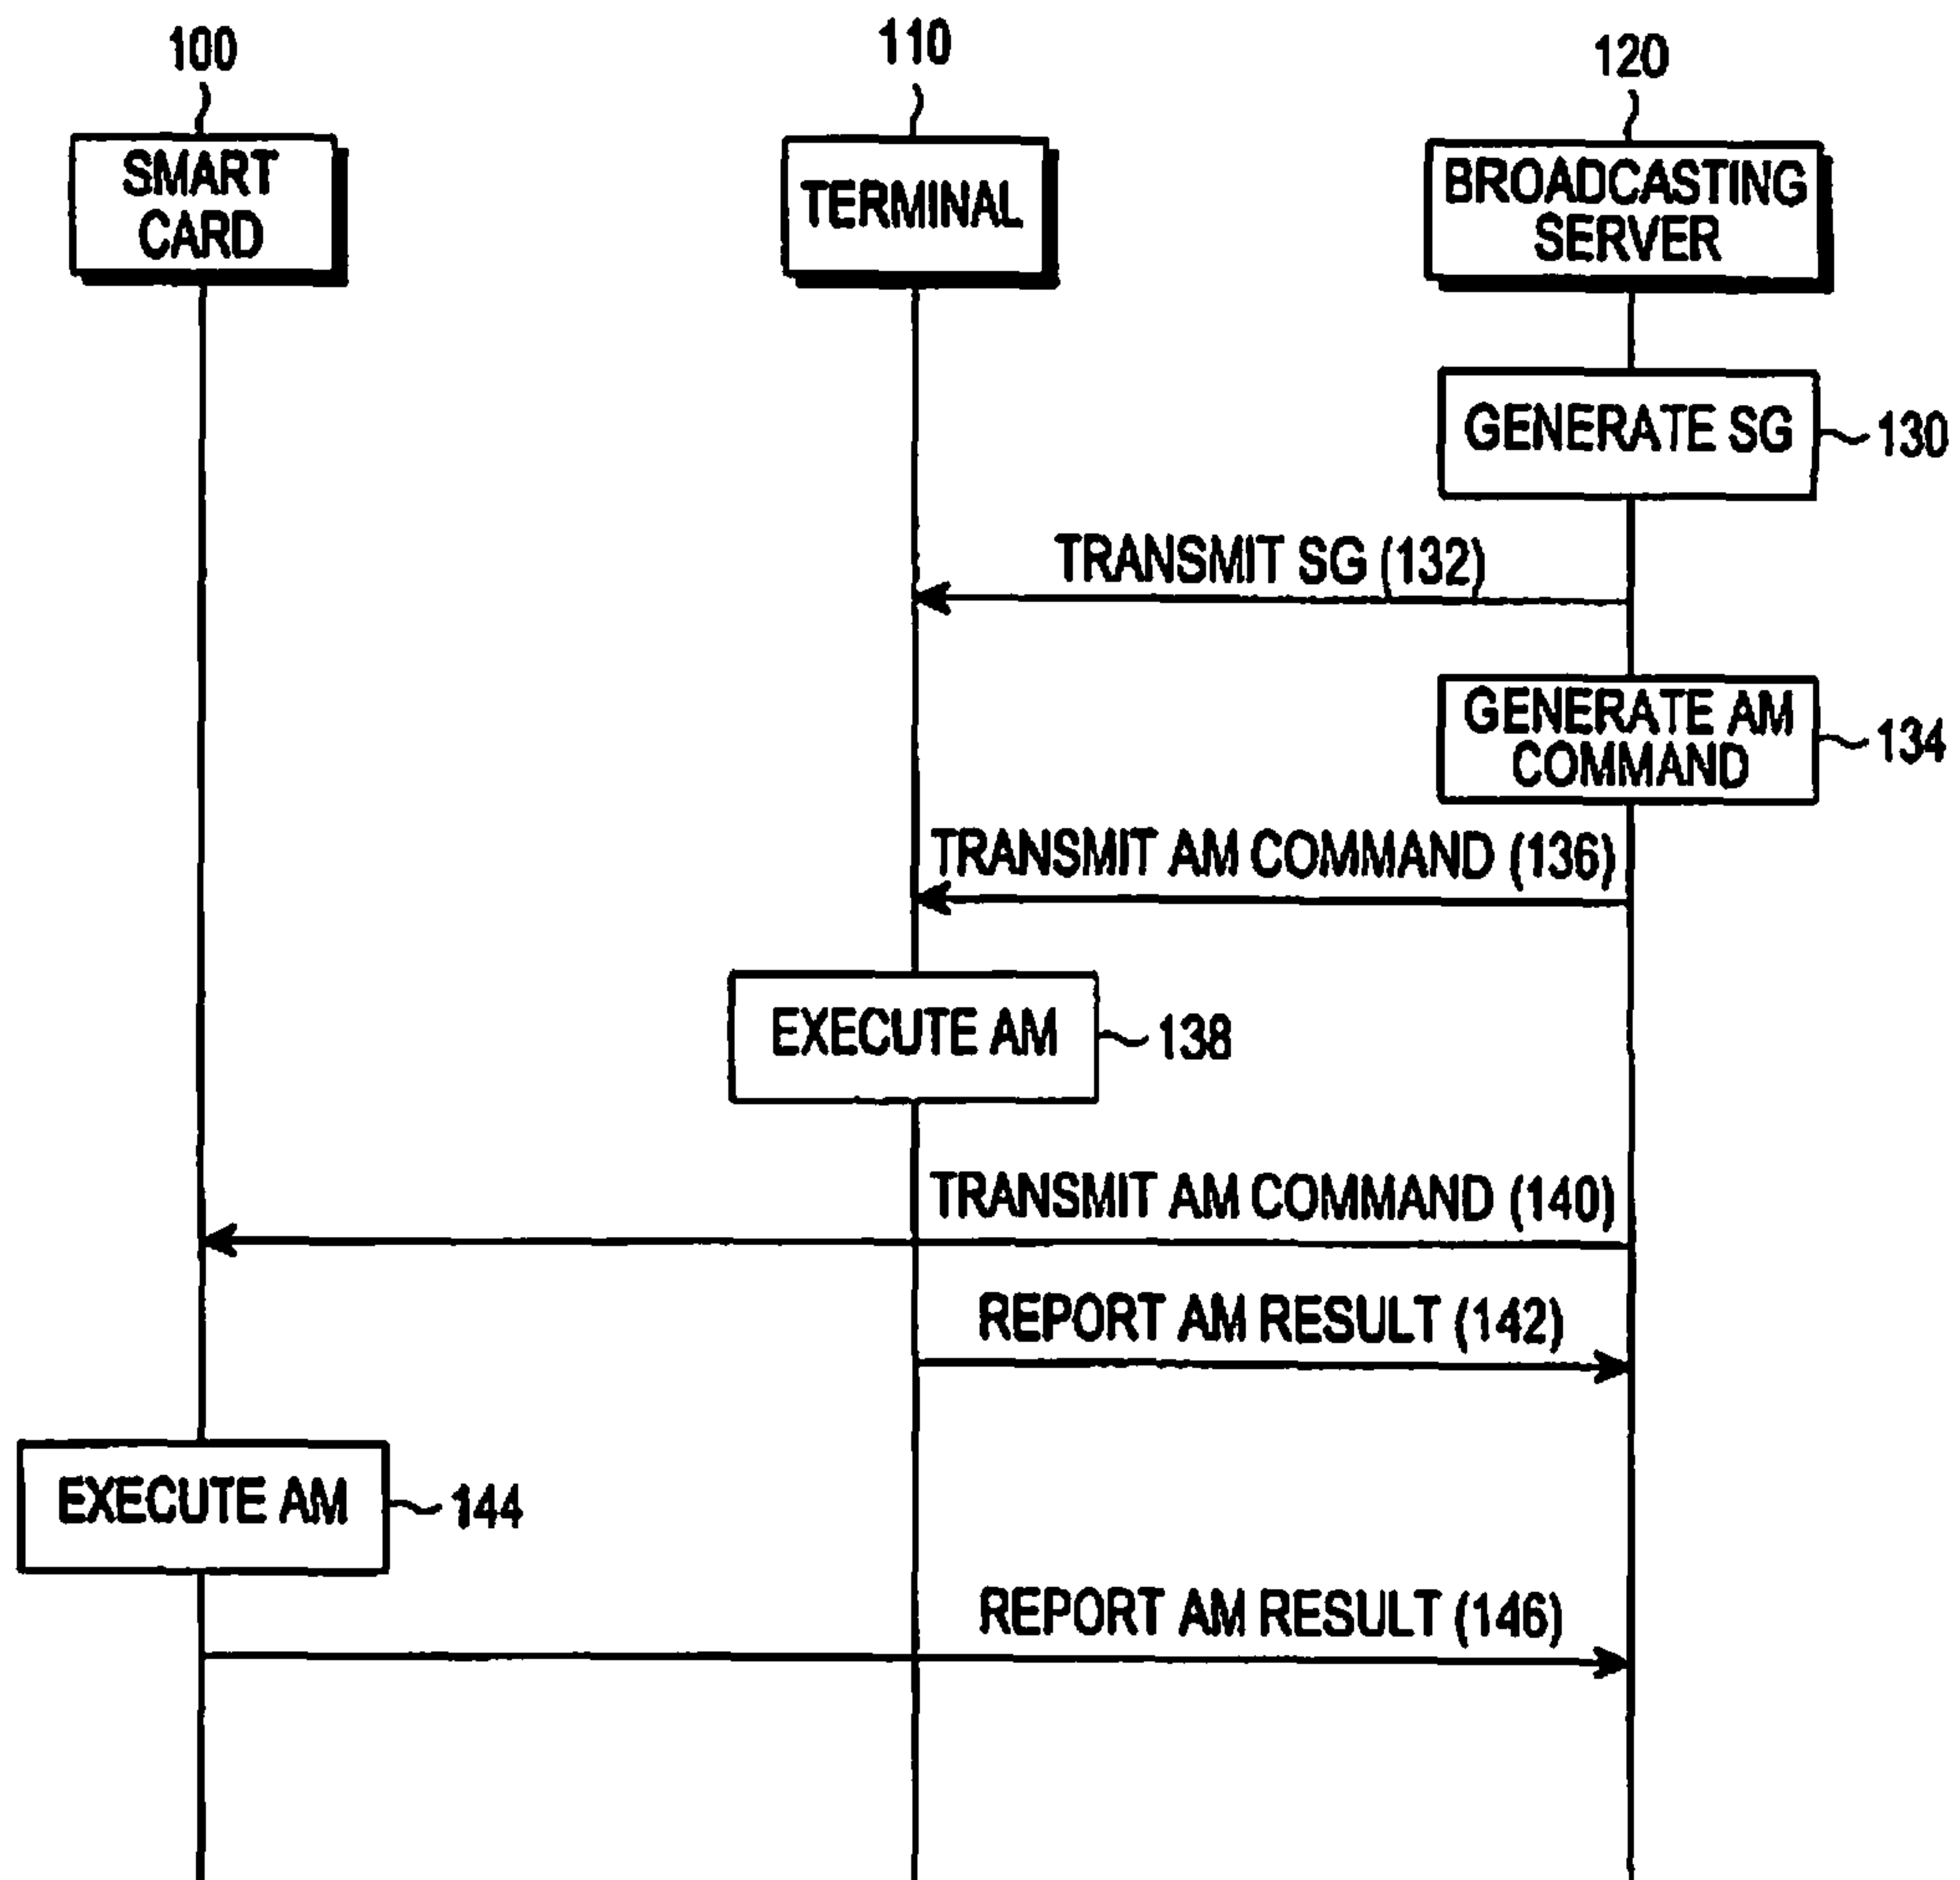 100
110
120
SMART
CARD
TERMINAL
BROADCASTING
SERVER
GENERATE SG
130
TRANSMIT SG (132)
GENERATE AM
COMMAND
134
TRANSMIT AM COMMAND (136)
EXECUTE AM
138
TRANSMIT AM COMMAND (140)
REPORT AM RESULT (142)
EXECUTE AM
144
REPORT AM RESULT (146)